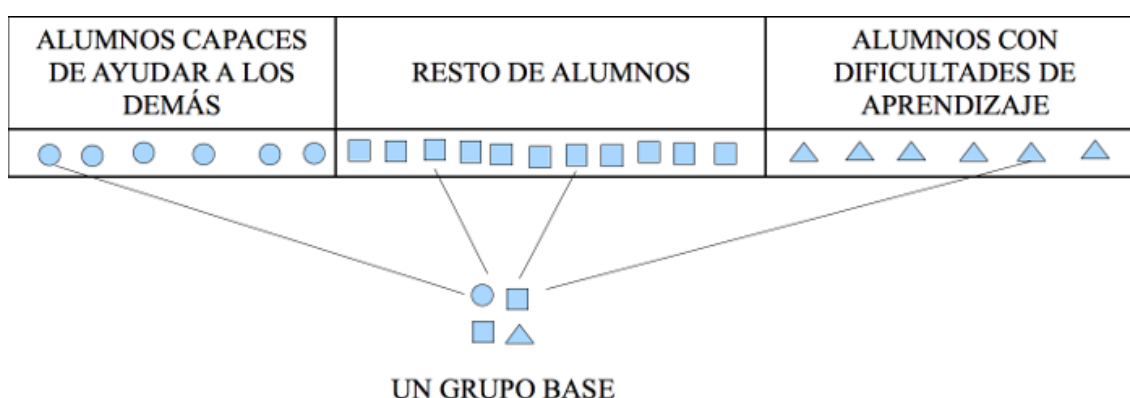 ALUMNOS CAPACES
DE AYUDAR A LOS
DEMÁS
RESTO DE ALUMNOS
ALUMNOS CON
DIFICULTADES DE
APRENDIZAJE
UN GRUPO BASE